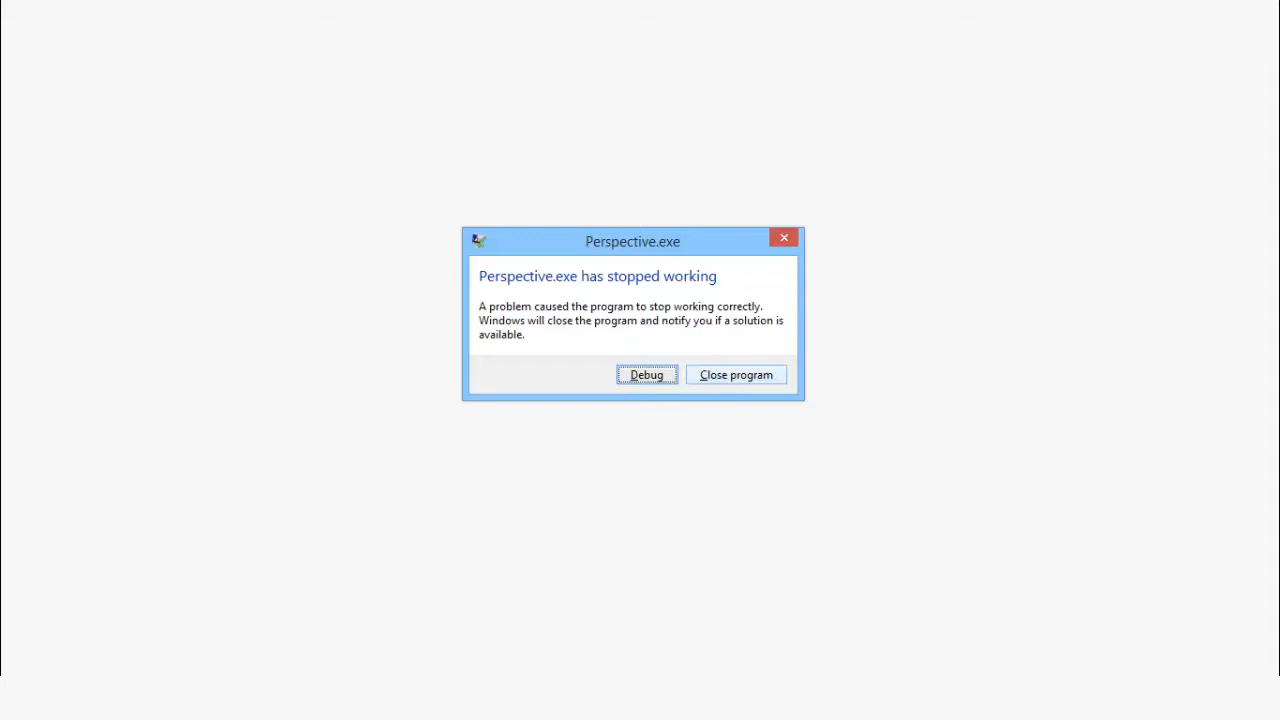 Perspective.exe
Perspective.exe has stopped working
A problem caused the program to stop working correctly.
Windows will close the program and notify you if a solution is
available.
Debug
Close program